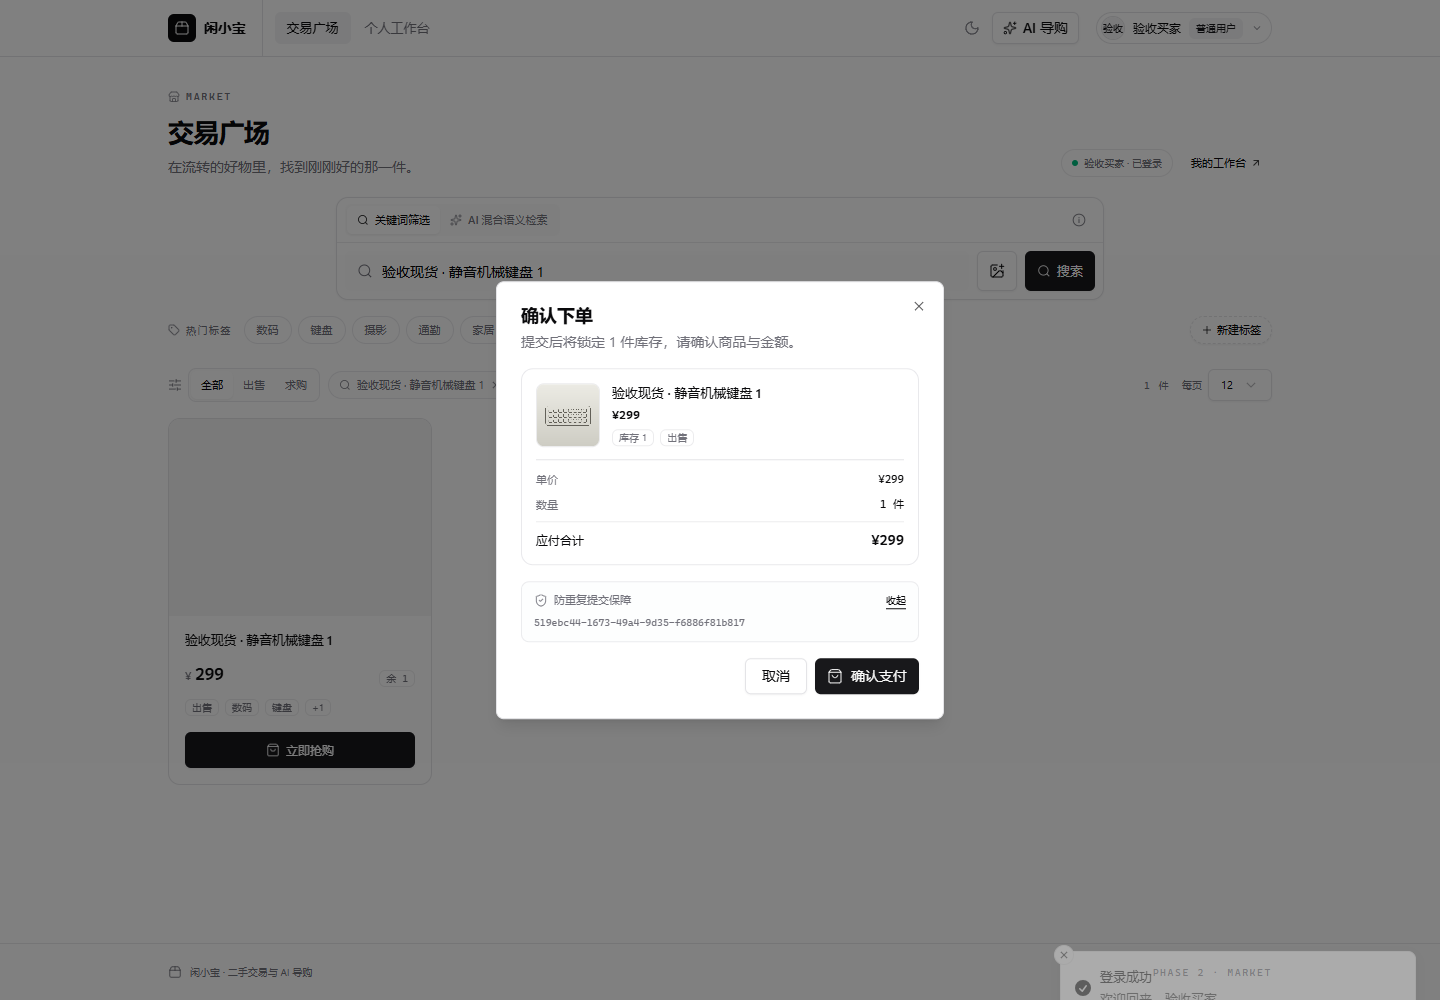 闲小宝
交易广场
个人工作台
AI 导购
验收
验收买家
普通用户
MARKET
交易广场
在流转的好物里，找到刚刚好的那一件。
验收买家 · 已登录
我的工作台
关键词筛选
AI 混合语义检索
验收现货 · 静音机械键盘 1
搜索
热门标签
数码
键盘
摄影
通勤
家居
新建标签
全部
出售
求购
验收现货 · 静音机械键盘 1
1 件
每页
12
验收现货 · 静音机械键盘 1
¥ 299
余 1
出售
数码
键盘
+1
立即抢购
确认下单
提交后将锁定 1 件库存，请确认商品与金额。
验收现货 · 静音机械键盘 1
¥299
库存 1
出售
单价
¥299
数量
1 件
应付合计
¥299
防重复提交保障
收起
519ebc44-1673-49a4-9d35-f6886f81b817
取消
确认支付
闲小宝 · 二手交易与 AI 导购
PHASE 2 · MARKET
登录成功
欢迎回来，验收买家